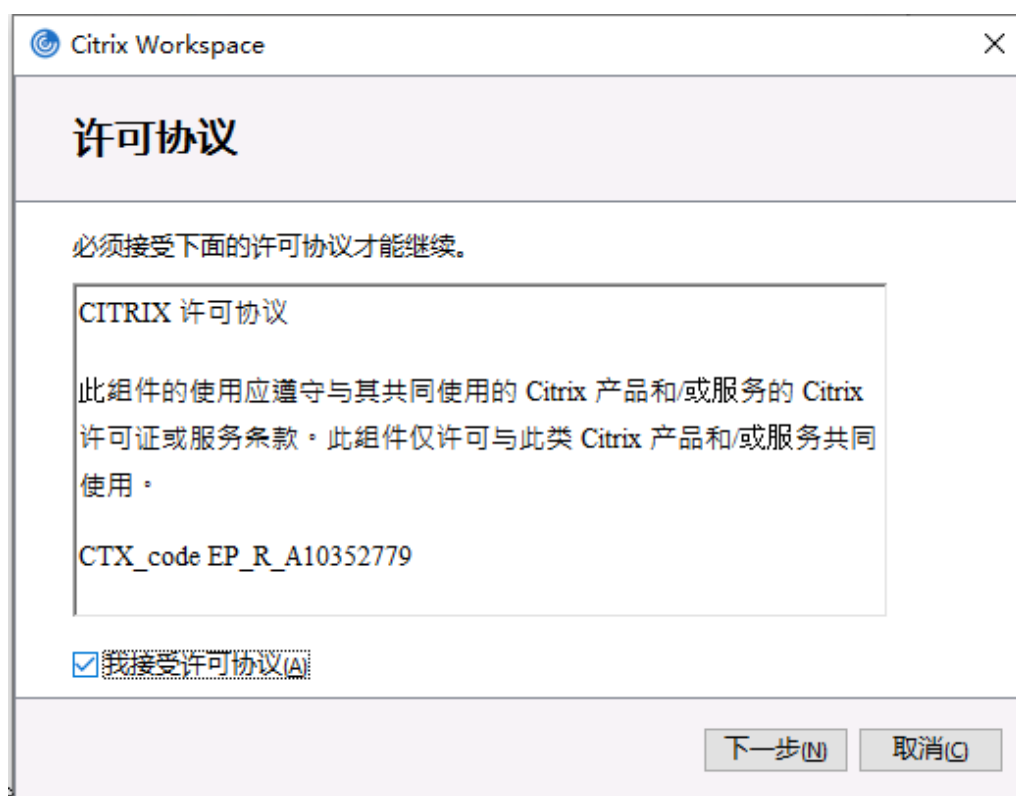 Citrix Workspace
许可协议
必须接受下面的许可协议才能继续。
CITRIX 许可协议
此组件的使用应遵守与其共同使用的 Citrix 产品和/或服务的 Citrix
许可证或服务条款。此组件仅许可与此类 Citrix 产品和/或服务共同
使用。
CTX_code EP_R_A10352779
我接受许可协议(A)
下一步(N) 取消(C)